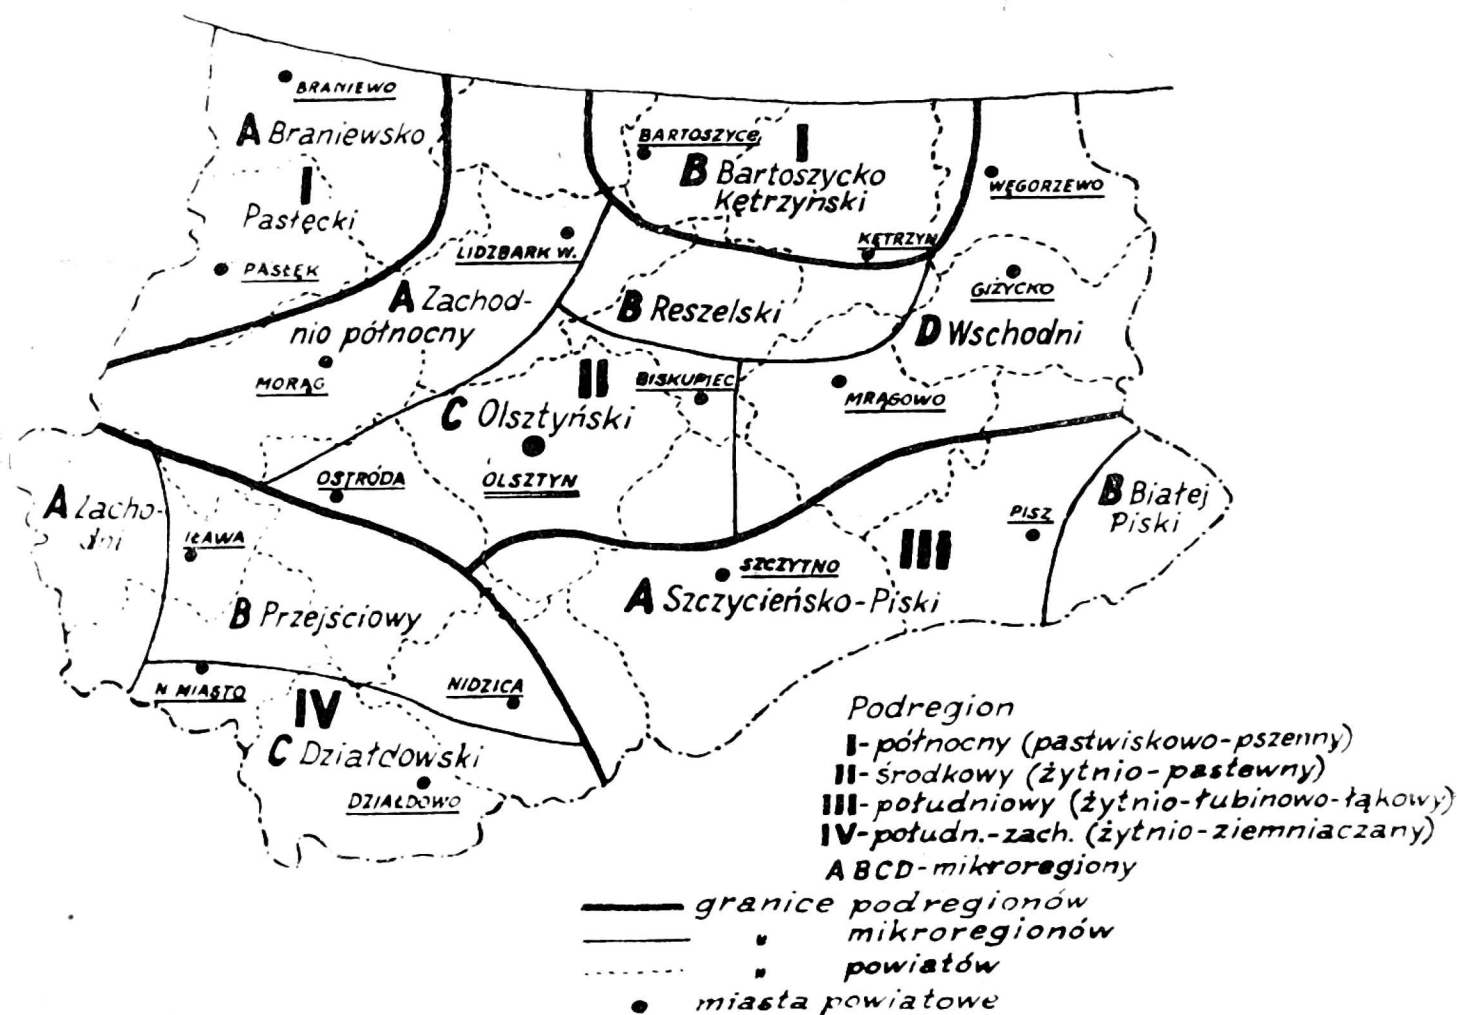 BRANIEWO
A Braniewsko
I
Pasłęcki
PASŁĘK
BARTOSZYCE
I
B Bartoszycko
Kętrzyński
KĘTRZYN
WĘGORZEWO
LIDZBARK W.
A Zachod-
nio północny
MORĄG
B Reszelski
GIŻYCKO
D Wschodni
II
BISKUPIEC
MRĄGOWO
C Olsztyński
OLSZTYN
OSTRÓDA
A Zacho-
dni
IŁAWA
B Przejściowy
SZCZYTNO
A Szczycieńsko-Piski
III
PISZ
B Białej
Piski
N MIASTO
NIDZICA
IV
C Działdowski
DZIAŁDOWO
Podregion
I-północny (pastwiskowo-pszenny)
II-środkowy (żytnio-pastewny)
III-południowy (żytnio-łubinowo-łąkowy)
IV-połudn.-zach. (żytnio-ziemniaczany)
A B C D-mikroregiony
granice podregionów
" mikroregionów
" powiatów
miasta powiatowe